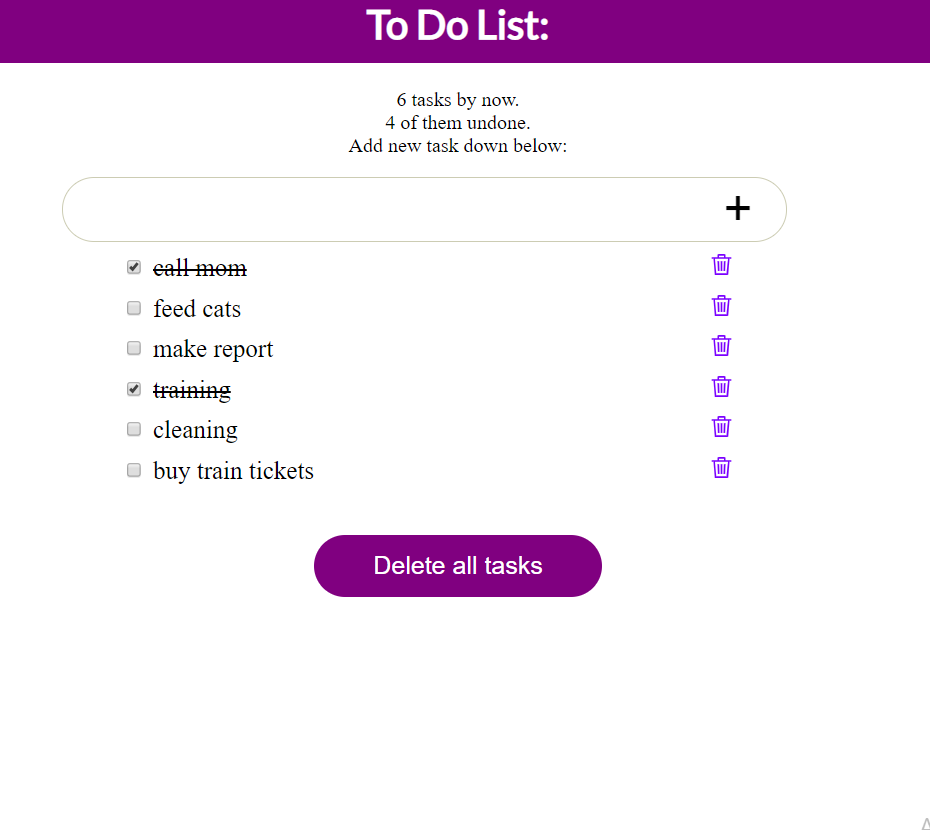 To Do List:
6 tasks by now.
4 of them undone.
Add new task down below:
call mom
feed cats
make report
training
cleaning
buy train tickets
Delete all tasks